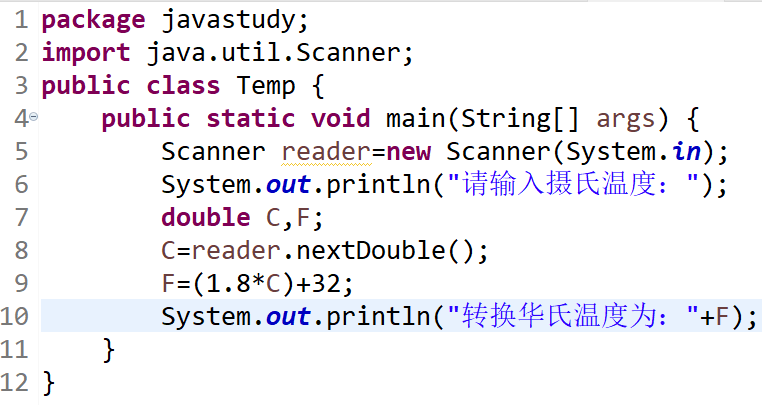 1 package javastudy;
2 import java.util.Scanner;
3 public class Temp {
4 public static void main(String[] args) {
5 Scanner reader=new Scanner(System.in);
6 System.out.println("请输入摄氏温度：");
7 double C,F;
8 C=reader.nextDouble();
9 F=(1.8*C)+32;
10 System.out.println("转换华氏温度为："+F);
11 }
12 }